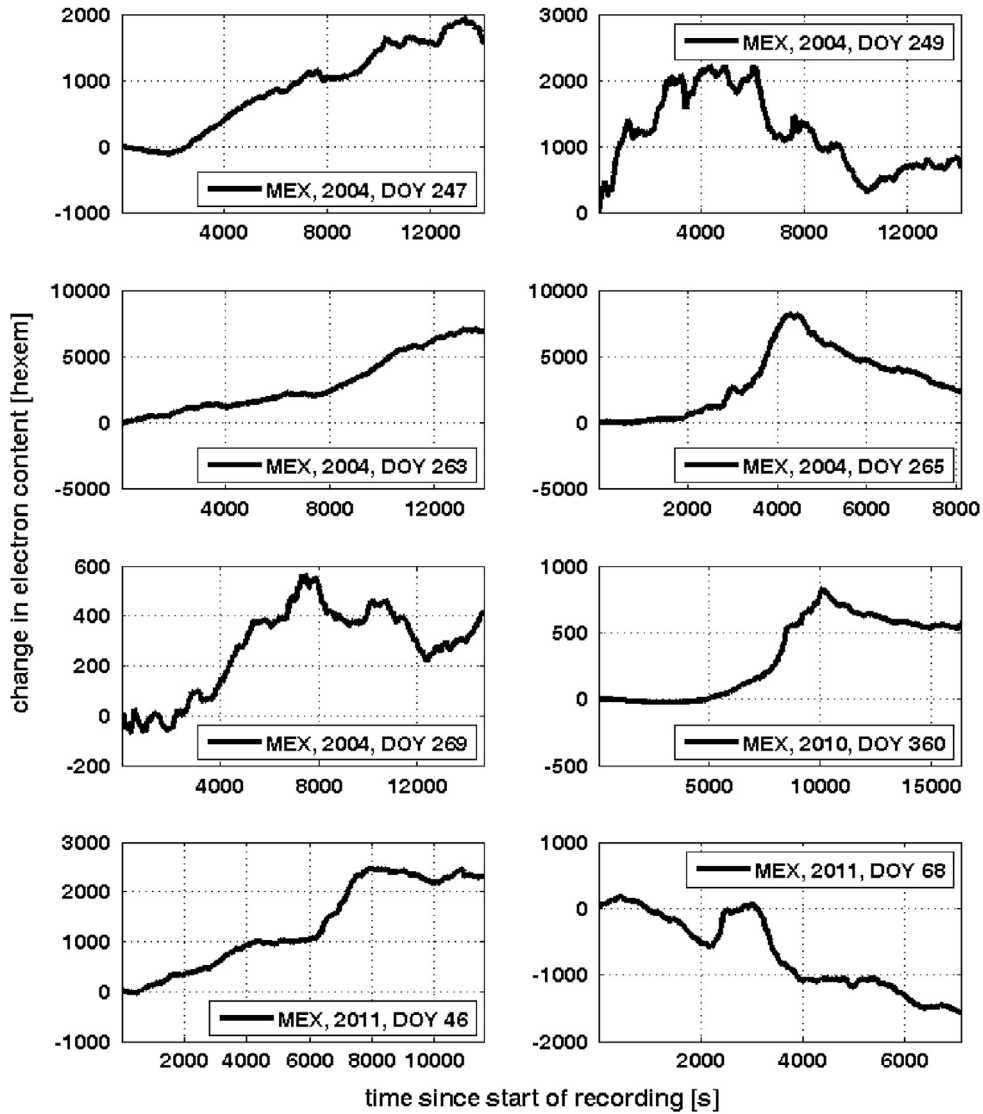 change in electron content [hexem]
2000
1000
0
-1000
4000 8000 12000
MEX, 2004, DOY 247
3000
2000
1000
0
4000 8000 12000
MEX, 2004, DOY 249
10000
5000
0
-5000
4000 8000 12000
MEX, 2004, DOY 263
10000
5000
0
-5000
2000 4000 6000 8000
MEX, 2004, DOY 265
600
400
200
0
-200
4000 8000 12000
MEX, 2004, DOY 269
1000
500
0
-500
5000 10000 15000
MEX, 2010, DOY 360
3000
2000
1000
0
-1000
2000 4000 6000 8000 10000
MEX, 2011, DOY 46
1000
0
-1000
-2000
2000 4000 6000
MEX, 2011, DOY 68
time since start of recording [s]